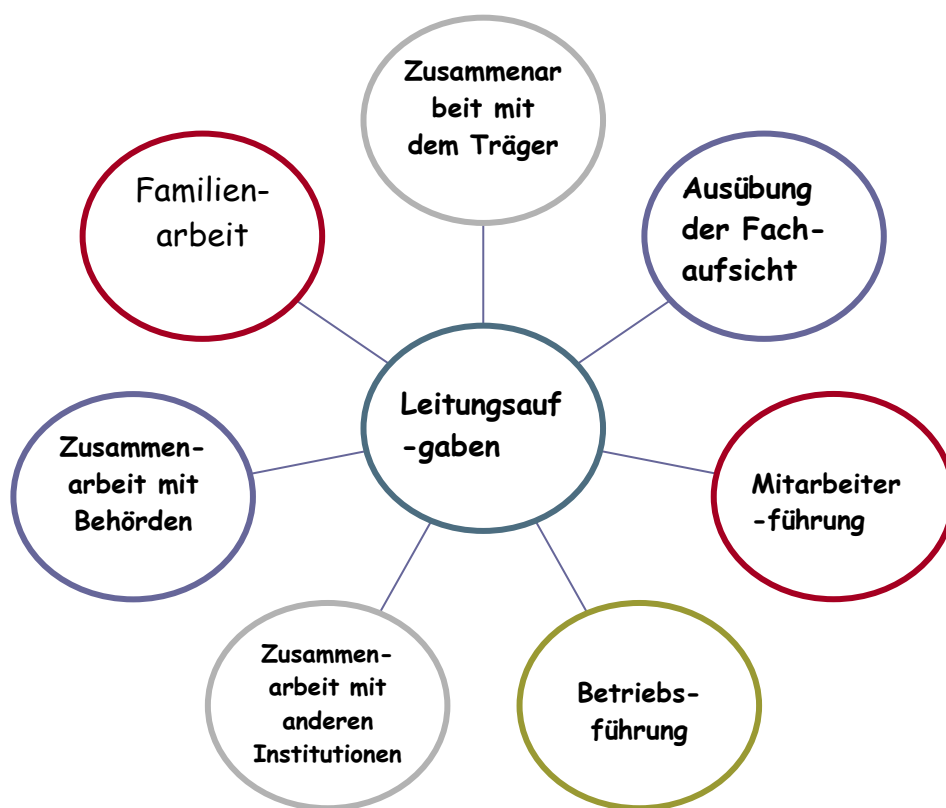 Zusammenar
beit mit
dem Träger
Familien-
arbeit
Ausübung
der Fach-
aufsicht
Leitungsauf
-gaben
Zusammen-
arbeit mit
Behörden
Mitarbeiter
-führung
Zusammen-
arbeit mit
anderen
Institutionen
Betriebs-
führung